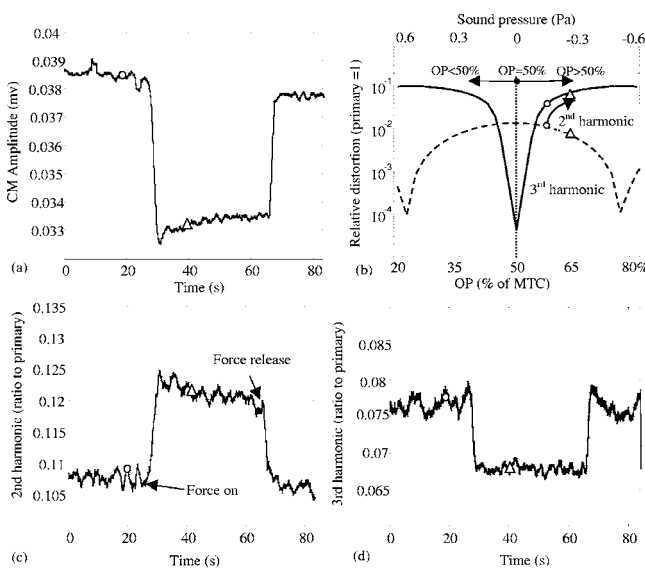 0.04
0.039
0.038
0.037
0.036
0.035
0.034
0.033
CM Amplitude (mv)
(a)
0 20 40 60 80
Time (s)
Sound pressure (Pa)
0.6 0.2 0 -0.3 -0.6
OP<50% OP=50% OP>50%
10-1
10-2
10-3
10-4
Relative distortion (primary =1)
2nd harmonic
3rd harmonic
(b)
20 35 50 65 80%
OP (% of MTC)
0.135
0.13
0.125
0.12
0.115
0.11
0.105
2nd harmonic (ratio to primary)
Force release
Force on
(c)
0 20 40 60 80
Time (s)
0.085
0.08
0.075
0.07
0.065
3rd harmonic (ratio to primary)
(d)
0 20 40 60 80
Time (s)